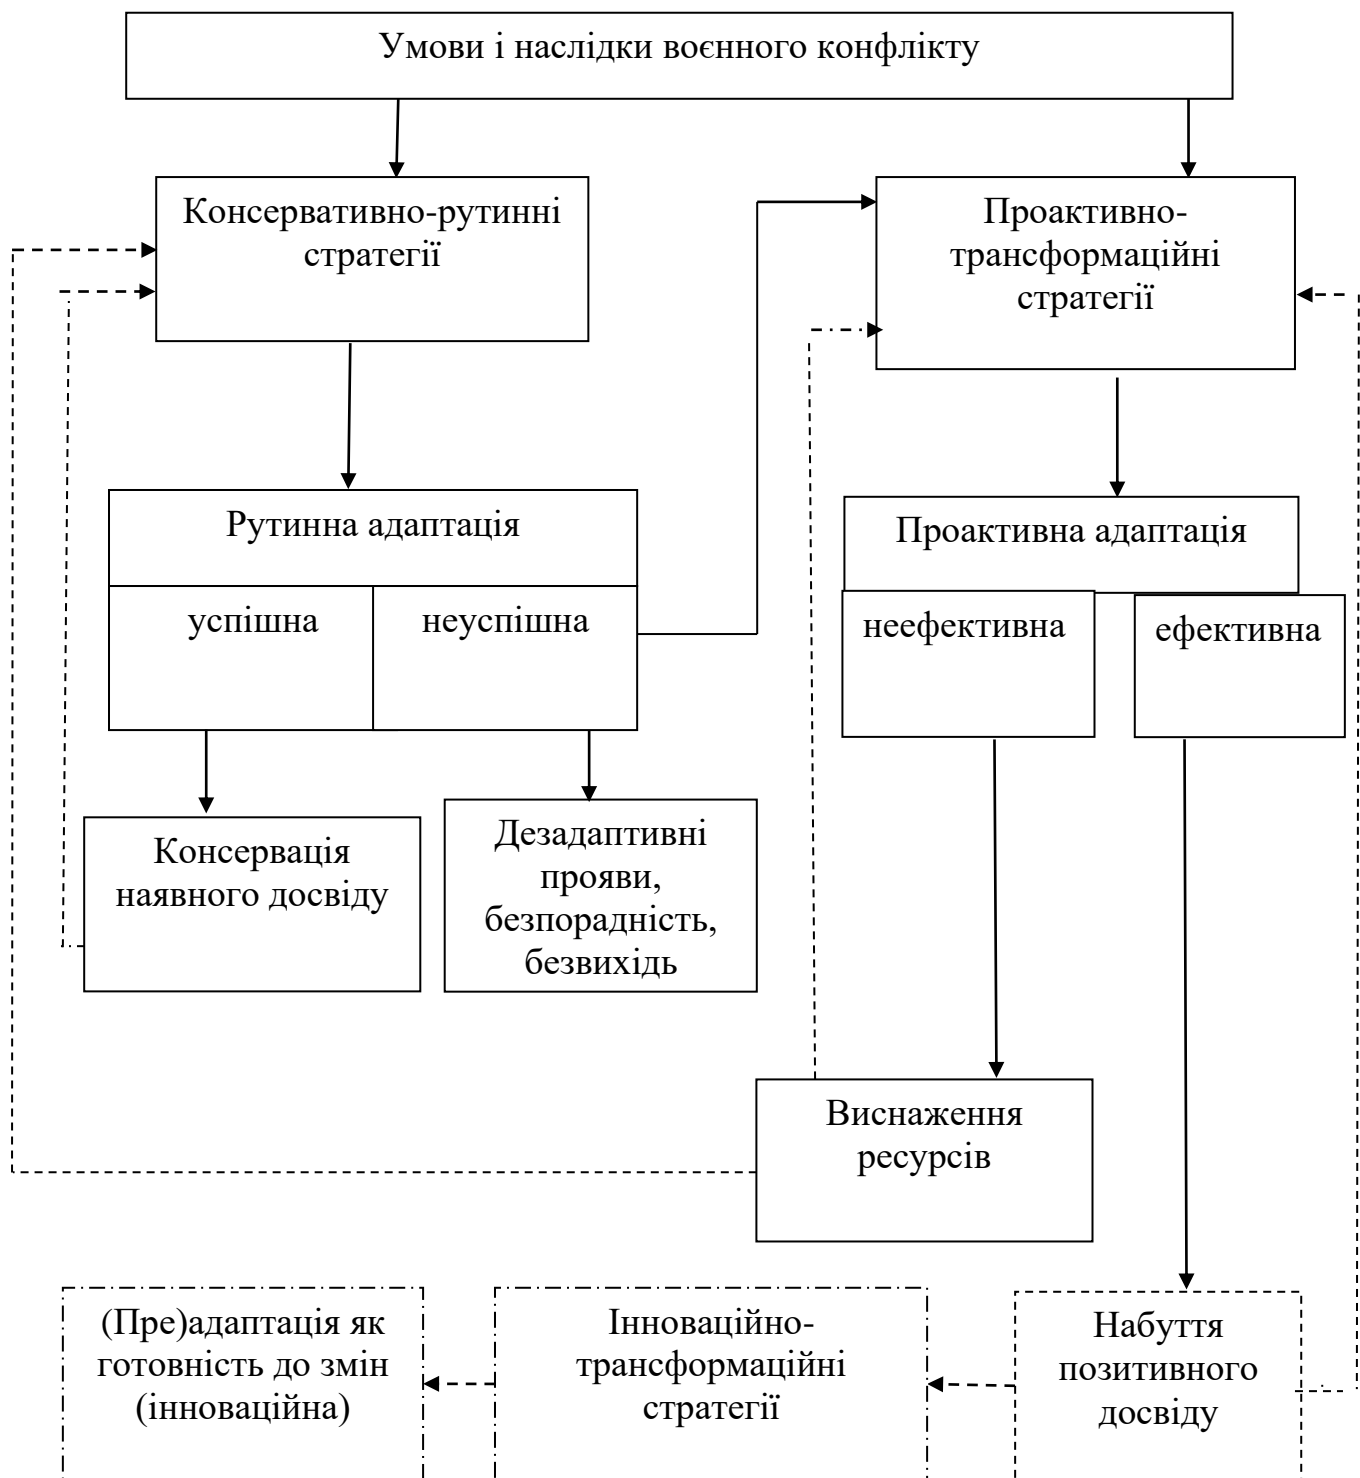 Умови і наслідки воєнного конфлікту
Консервативно-рутинні
стратегії
Проактивно-
трансформаційні
стратегії
Рутинна адаптація
успішна
неуспішна
Проактивна адаптація
неефективна
ефективна
Консервація
наявного досвіду
Дезадаптивні
прояви,
безпорадність,
безвихідь
Виснаження
ресурсів
(Пре)адаптація як
готовність до змін
(інноваційна)
Інноваційно-
трансформаційні
стратегії
Набуття
позитивного
досвіду